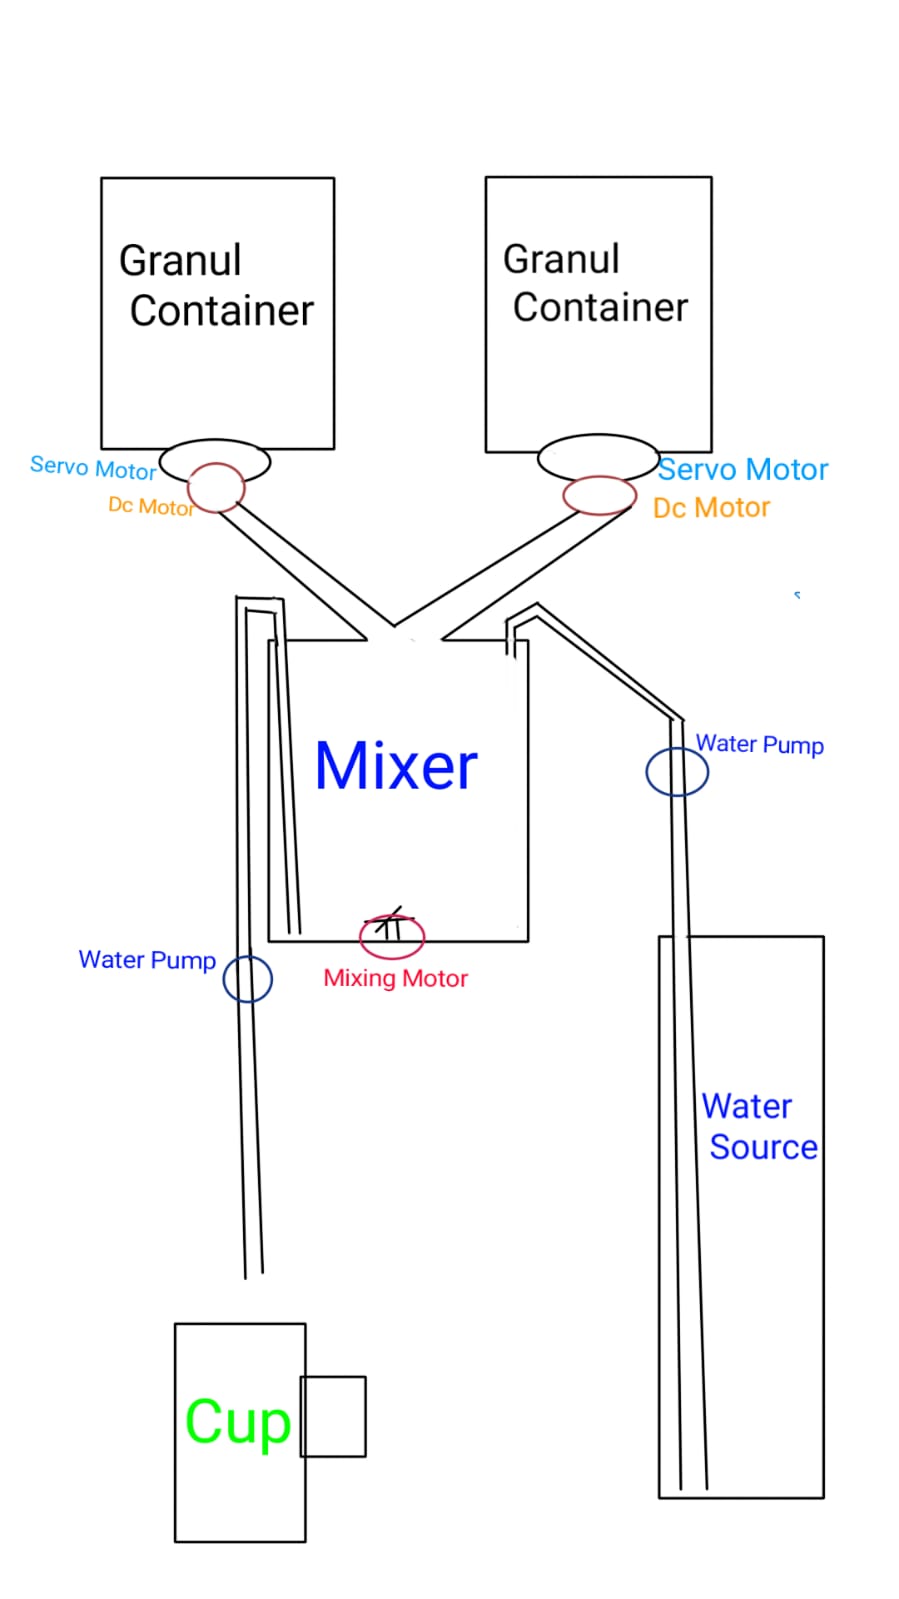 Granul
Container
Granul
Container
Servo Motor
Dc Motor
Servo Motor
Dc Motor
Mixer
Water Pump
Water Pump
Mixing Motor
Water
Source
Cup